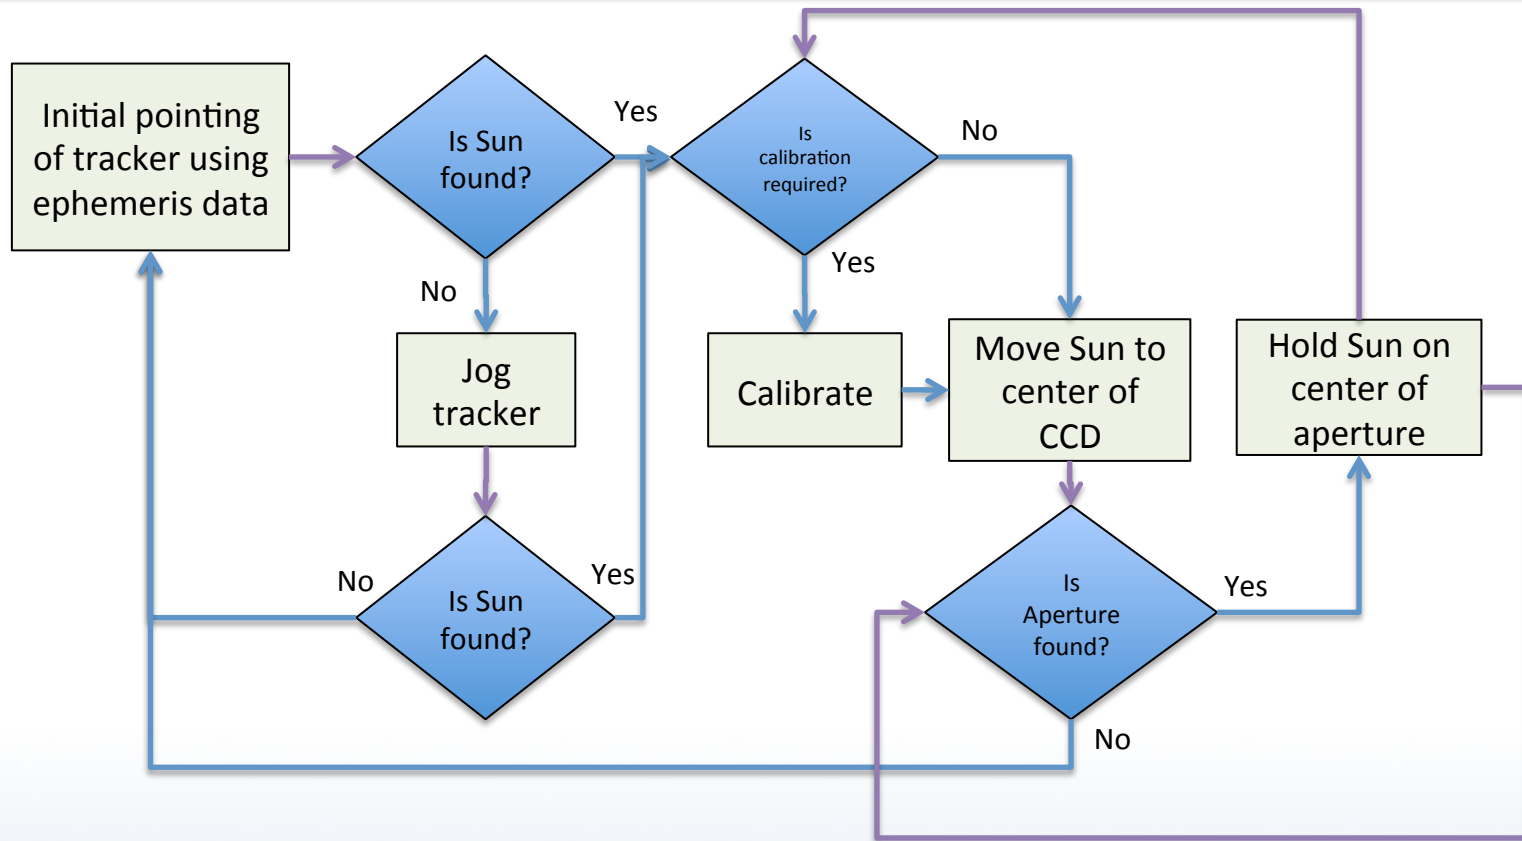 Initial pointing
of tracker using
ephemeris data
Is Sun
found?
Yes
No
Jog
tracker
Is Sun
found?
No
Yes
Is
calibration
required?
No
Yes
Calibrate
Move Sun to
center of
CCD
Is
Aperture
found?
Yes
No
Hold Sun on
center of
aperture